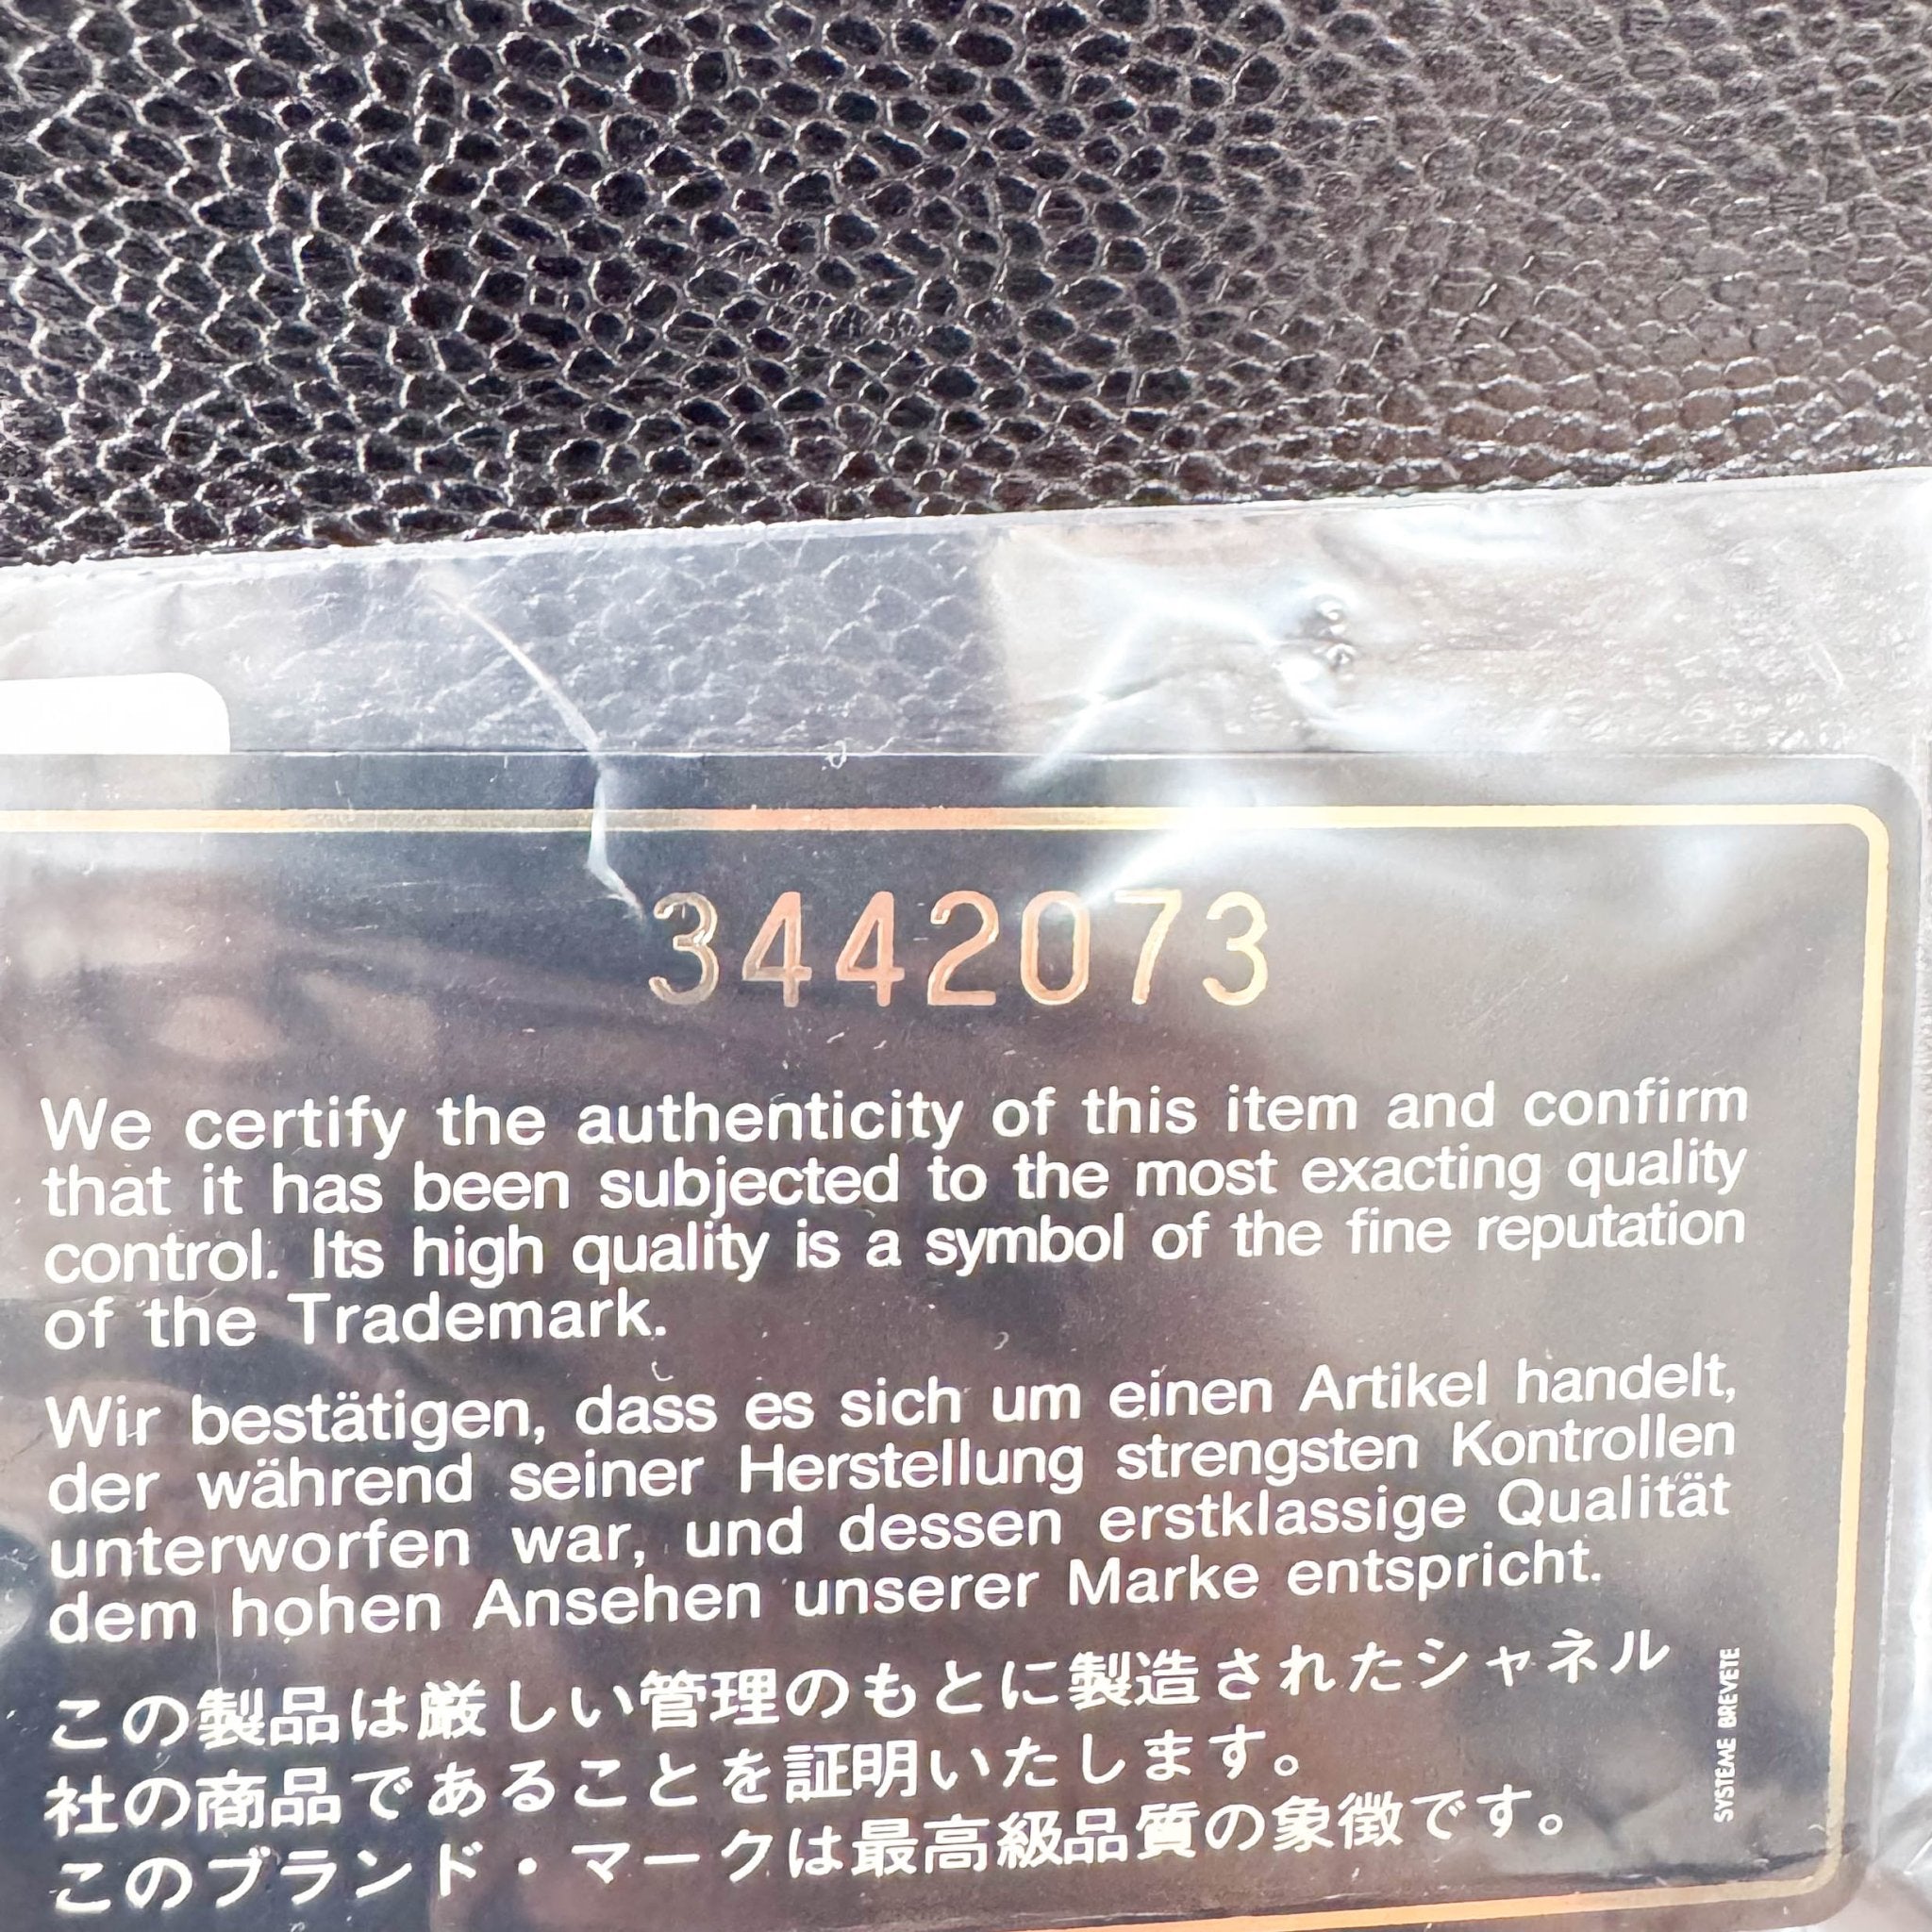 3442073
We certify the authenticity of this item and confirm
that it has been subjected to the most exacting quality
control. Its high quality is a symbol of the fine reputation
of the Trademark.
Wir bestätigen, dass es sich um einen Artikel handelt,
der während seiner Herstellung strengsten Kontrollen
unterworfen war, und dessen erstklassige Qualität
dem hohen Ansehen unserer Marke entspricht.
この製品は厳しい管理のもとに製造されたシャネル
社の商品であることを証明いたします。
このブランド・マークは最高級品質の象徴です。
SYSTEME BREVETE